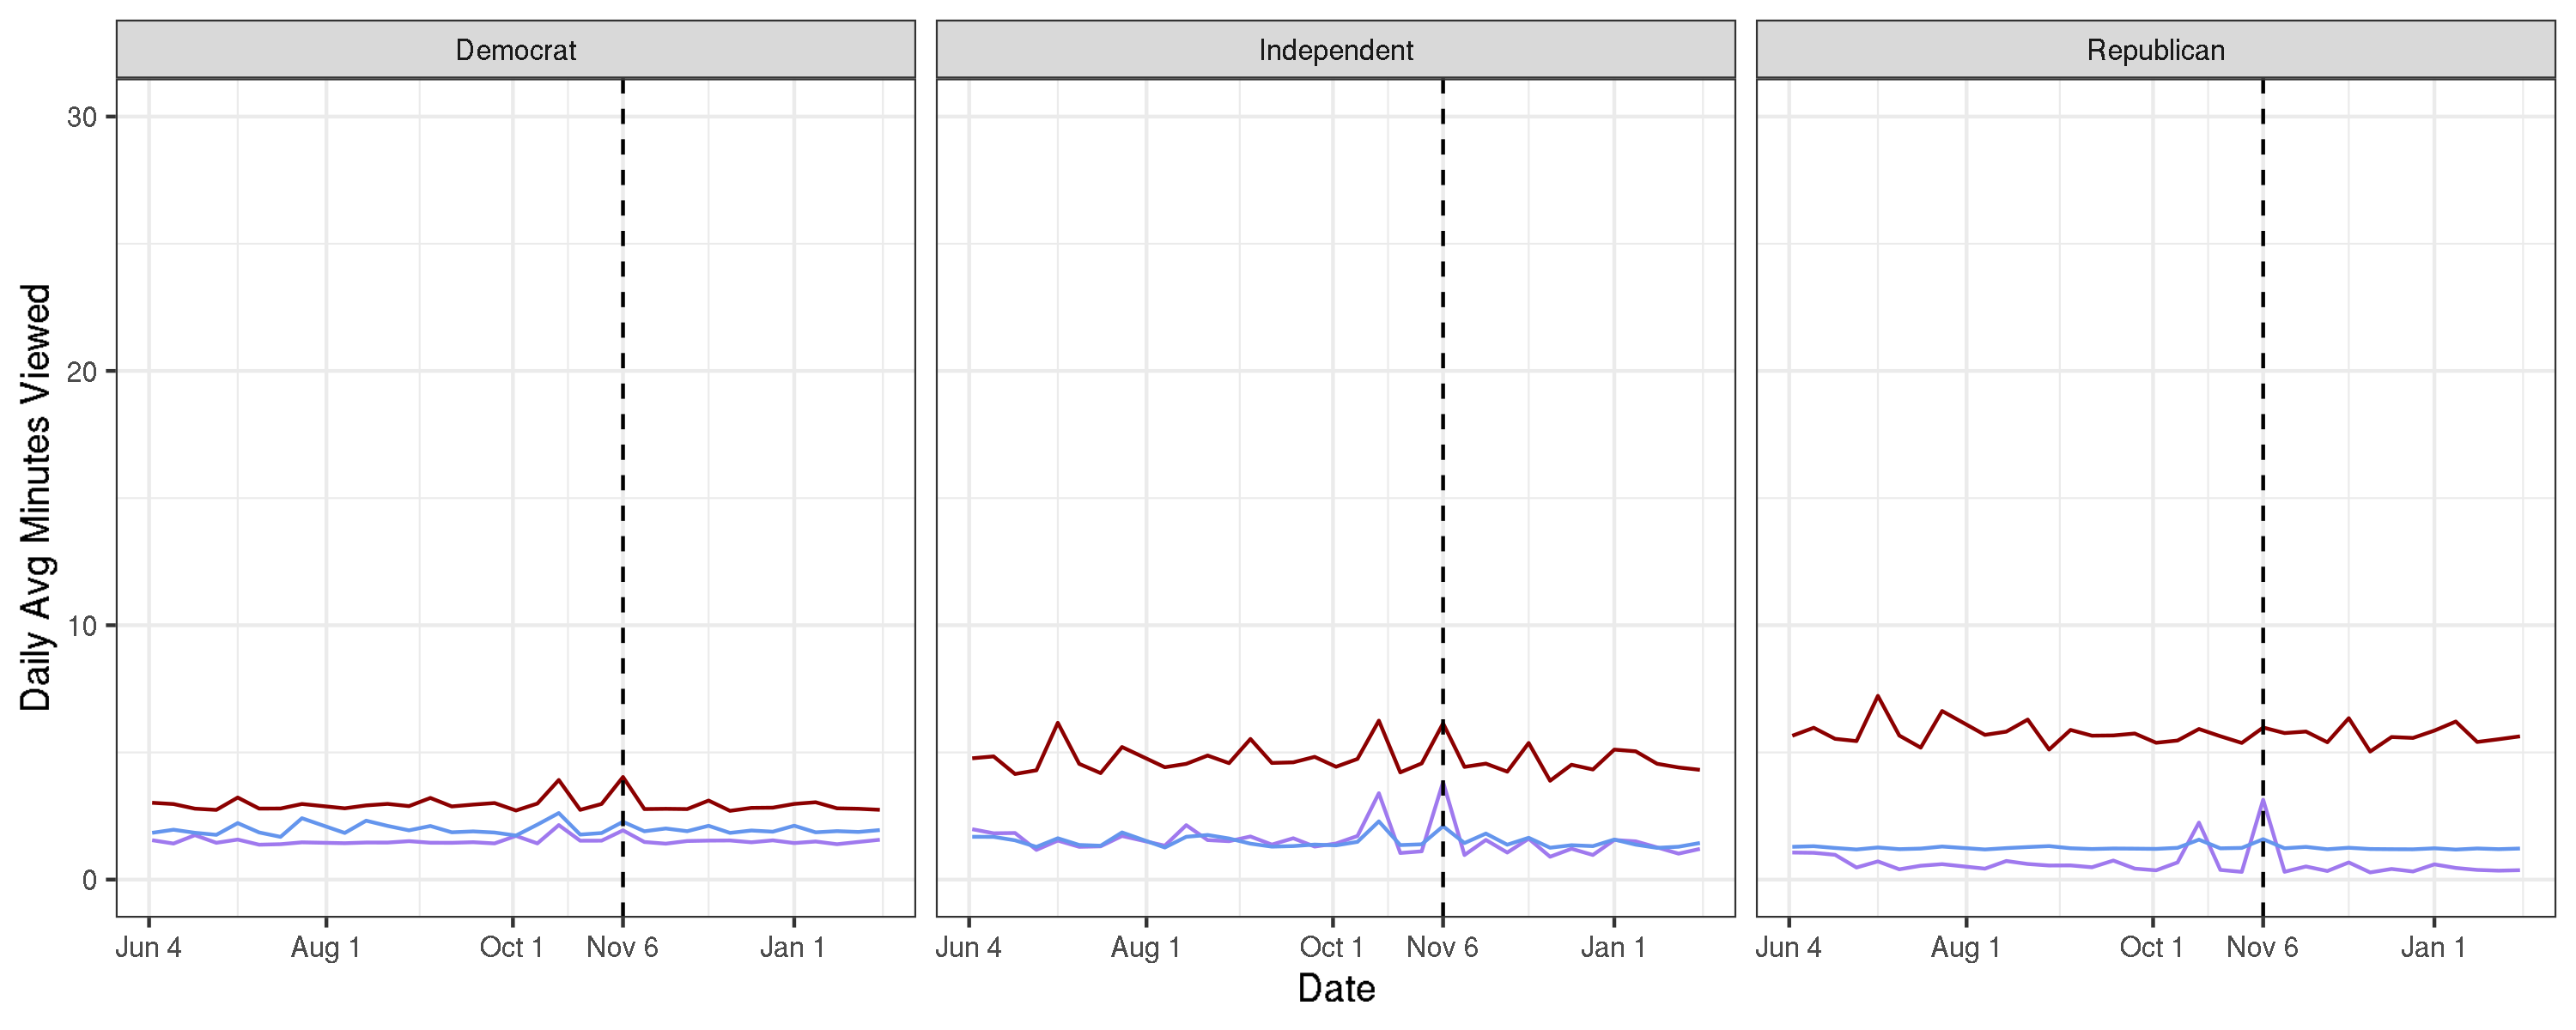 Democrat Independent Republican
Daily Avg Minutes Viewed
30
20
10
0
Jun 4 Aug 1 Oct 1 Nov 6 Jan 1 Jun 4 Aug 1 Oct 1 Nov 6 Jan 1 Jun 4 Aug 1 Oct 1 Nov 6 Jan 1
Date